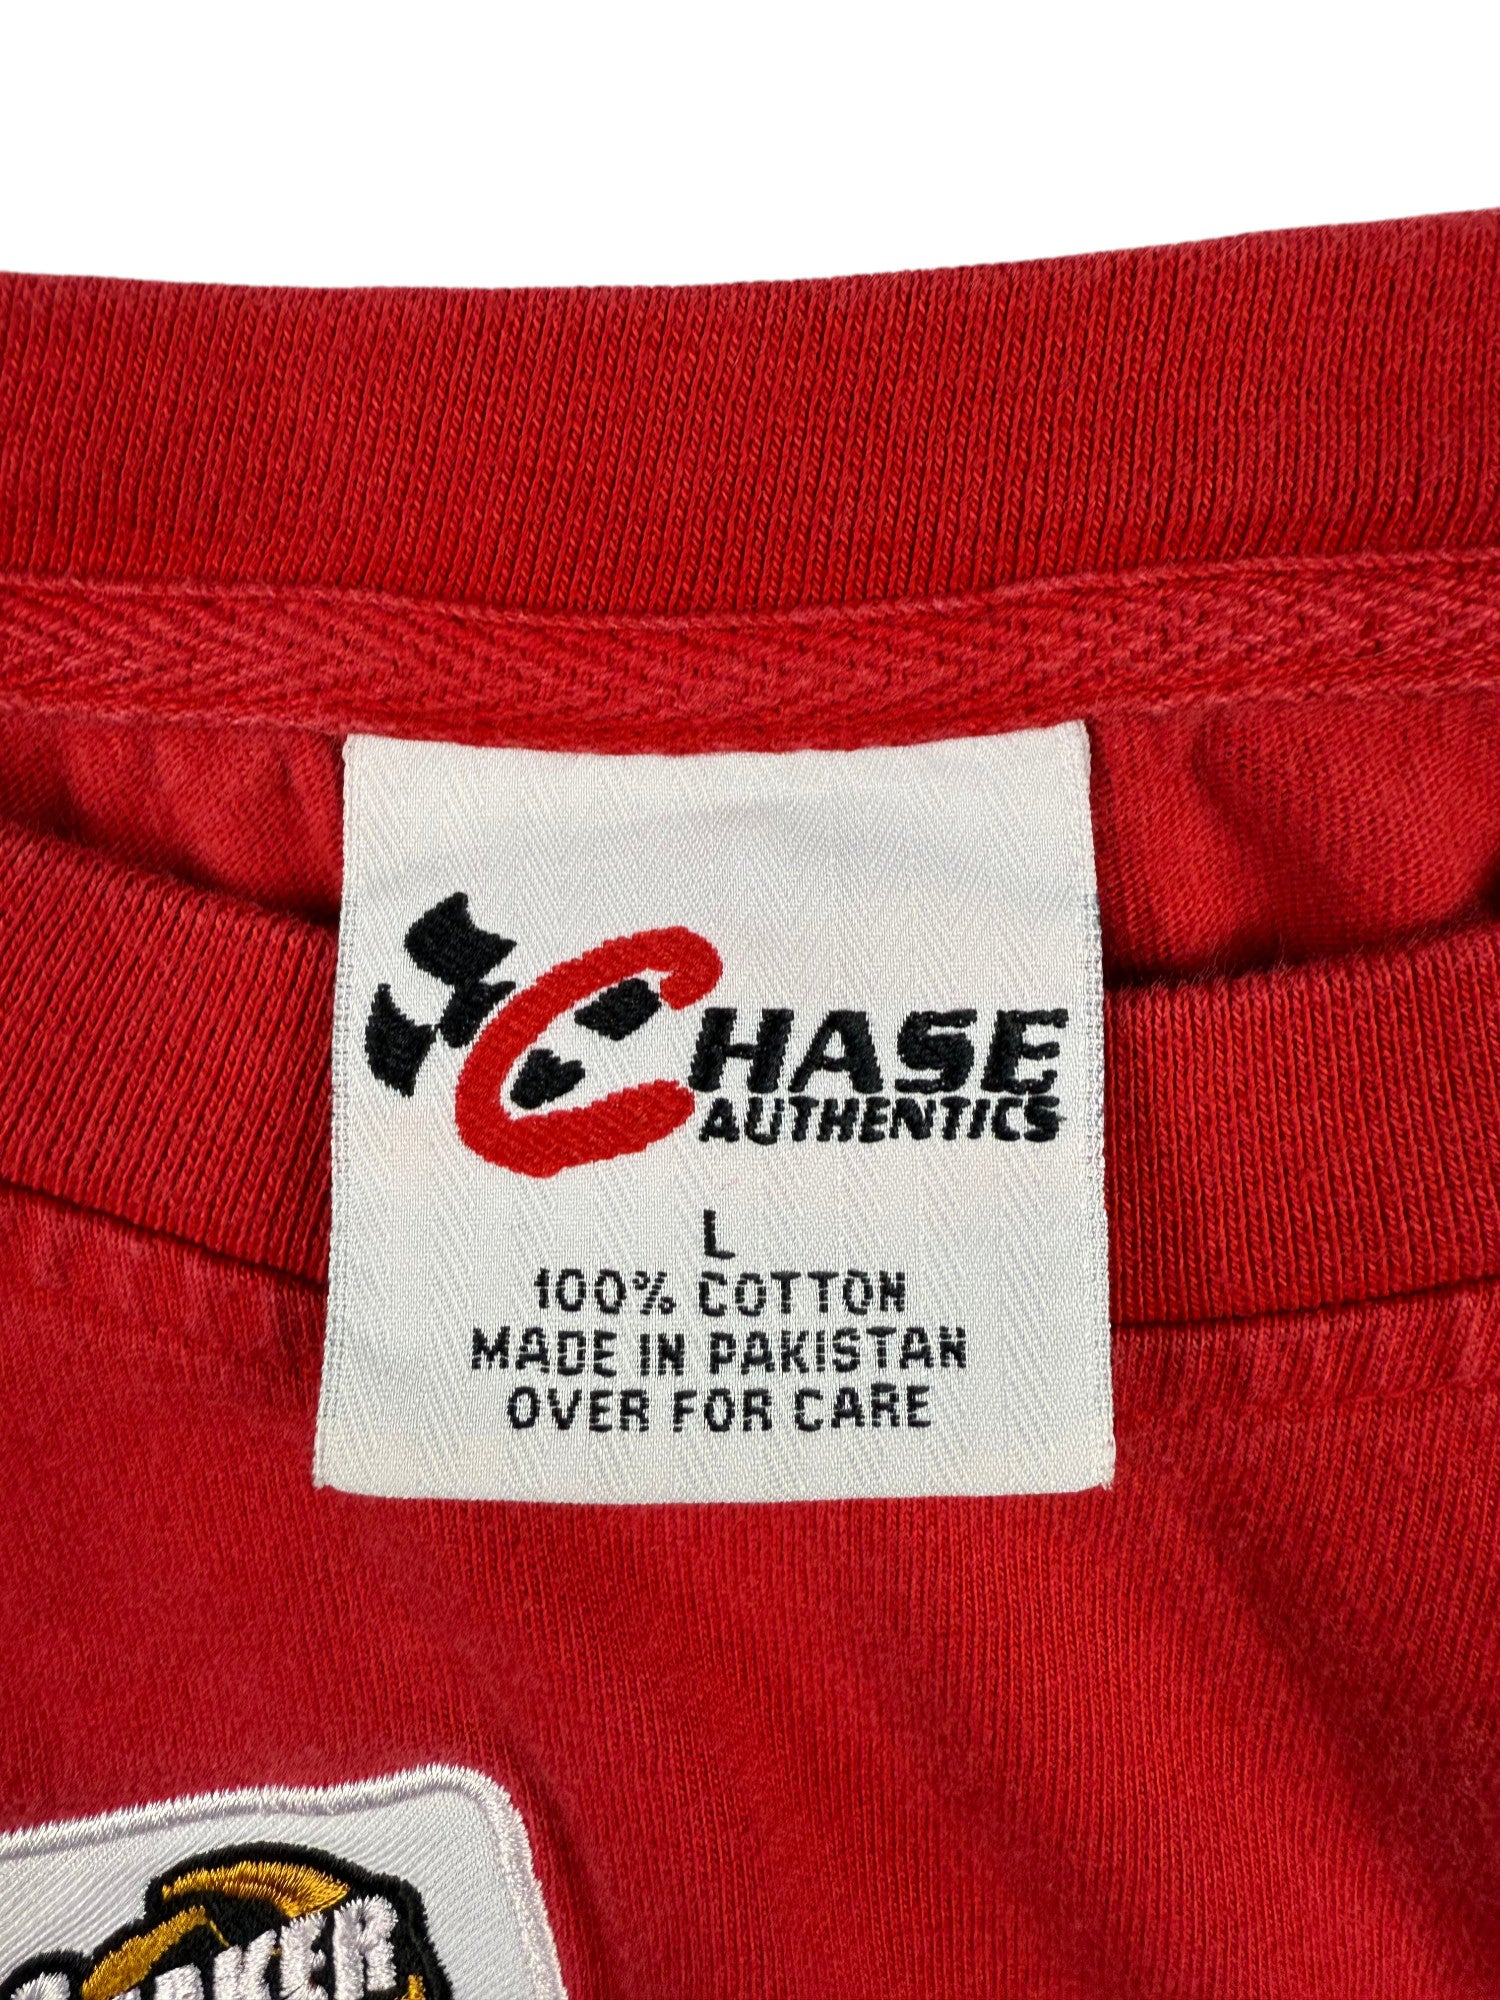 CHASE
AUTHENTICS
L
100% COTTON
MADE IN PAKISTAN
OVER FOR CARE